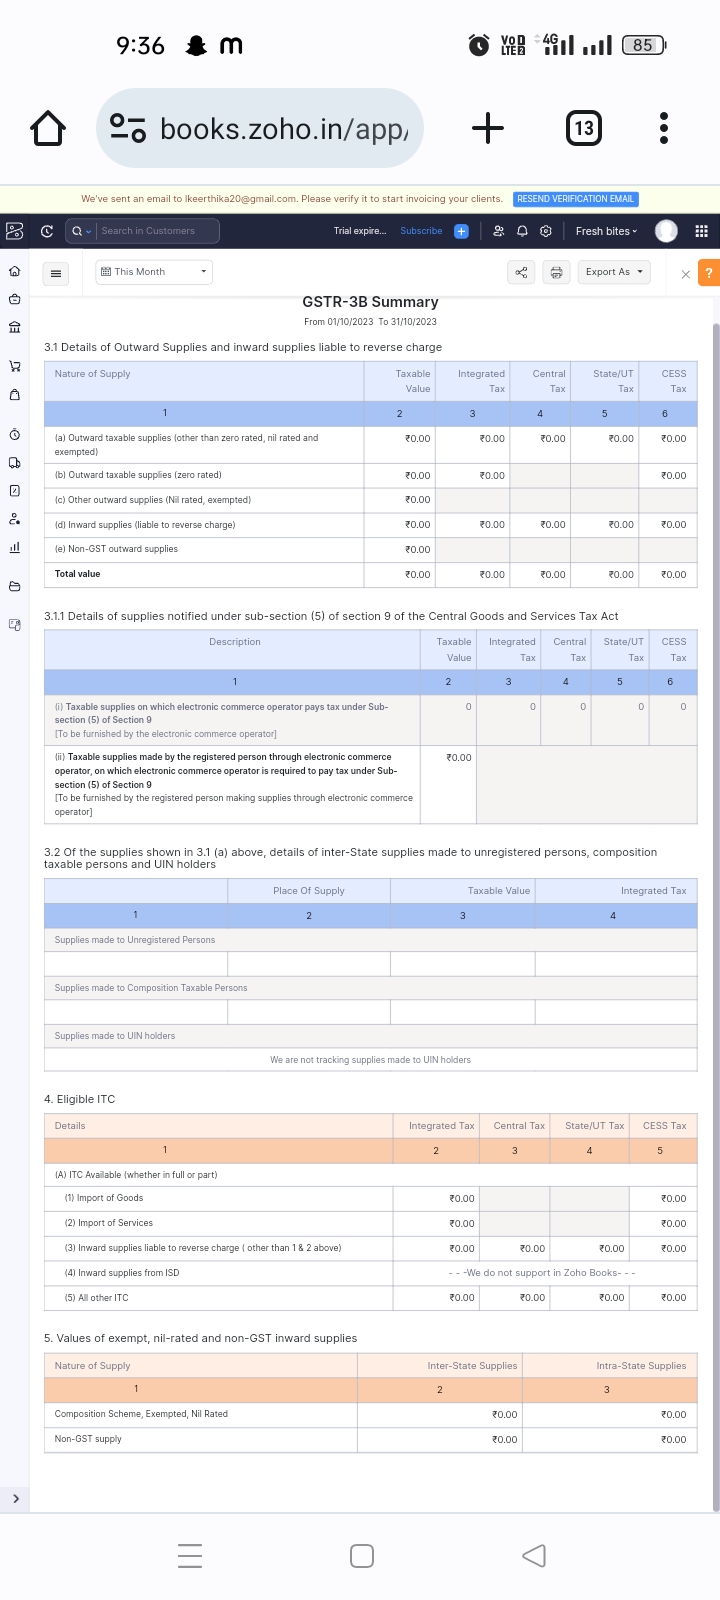 9:36 m Vo 1 LTE 2 4G 85
books.zoho.in/app/ 13
We've sent an email to lkeerthika20@gmail.com. Please verify it to start invoicing your clients. RESEND VERIFICATION EMAIL
Search in Customers Trial expire... Subscribe Fresh bites
This Month Export As ?
GSTR-3B Summary
From 01/10/2023 To 31/10/2023
3.1 Details of Outward Supplies and inward supplies liable to reverse charge
Nature of Supply Taxable Value Integrated Tax Central Tax State/UT Tax CESS Tax
1 2 3 4 5 6
(a) Outward taxable supplies (other than zero rated, nil rated and exempted) ₹0.00 ₹0.00 ₹0.00 ₹0.00 ₹0.00
(b) Outward taxable supplies (zero rated) ₹0.00 ₹0.00 ₹0.00
(c) Other outward supplies (Nil rated, exempted) ₹0.00
(d) Inward supplies (liable to reverse charge) ₹0.00 ₹0.00 ₹0.00 ₹0.00 ₹0.00
(e) Non-GST outward supplies ₹0.00
Total value ₹0.00 ₹0.00 ₹0.00 ₹0.00 ₹0.00
3.1.1 Details of supplies notified under sub-section (5) of section 9 of the Central Goods and Services Tax Act
Description Taxable Value Integrated Tax Central Tax State/UT Tax CESS Tax
1 2 3 4 5 6
(i) Taxable supplies on which electronic commerce operator pays tax under Sub- 0 0 0 0 0
section (5) of Section 9
[To be furnished by the electronic commerce operator]
(ii) Taxable supplies made by the registered person through electronic commerce ₹0.00
operator, on which electronic commerce operator is required to pay tax under Sub-
section (5) of Section 9
[To be furnished by the registered person making supplies through electronic commerce
operator]
3.2 Of the supplies shown in 3.1 (a) above, details of inter-State supplies made to unregistered persons, composition
taxable persons and UIN holders
Place Of Supply Taxable Value Integrated Tax
1 2 3 4
Supplies made to Unregistered Persons
Supplies made to Composition Taxable Persons
Supplies made to UIN holders
We are not tracking supplies made to UIN holders
4. Eligible ITC
Details Integrated Tax Central Tax State/UT Tax CESS Tax
1 2 3 4 5
(A) ITC Available (whether in full or part)
(1) Import of Goods ₹0.00 ₹0.00
(2) Import of Services ₹0.00 ₹0.00
(3) Inward supplies liable to reverse charge ( other than 1 & 2 above) ₹0.00 ₹0.00 ₹0.00 ₹0.00
(4) Inward supplies from ISD - - -We do not support in Zoho Books- - -
(5) All other ITC ₹0.00 ₹0.00 ₹0.00 ₹0.00
5. Values of exempt, nil-rated and non-GST inward supplies
Nature of Supply Inter-State Supplies Intra-State Supplies
1 2 3
Composition Scheme, Exempted, Nil Rated ₹0.00 ₹0.00
Non-GST supply ₹0.00 ₹0.00